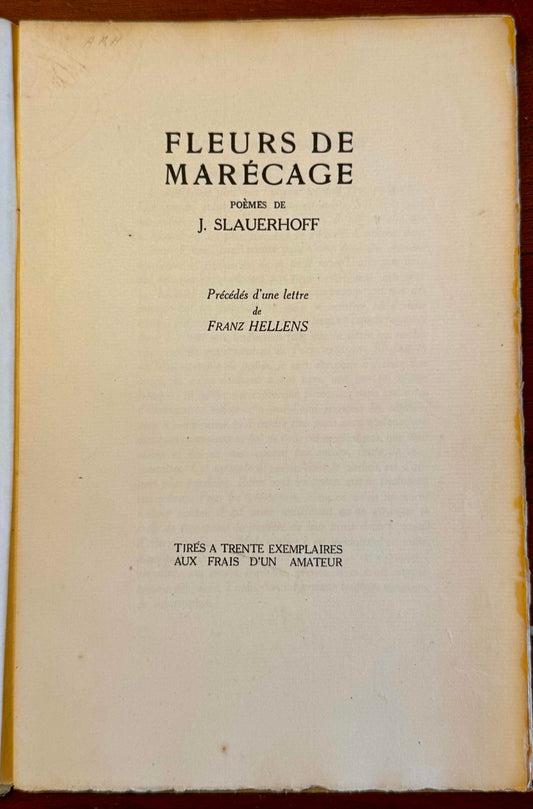 FLEURS DE
MARÉCAGE
POÈMES DE
J. SLAUERHOFF
Précédés d'une lettre
de
FRANZ HELLENS
TIRÉS A TRENTE EXEMPLAIRES
AUX FRAIS D'UN AMATEUR